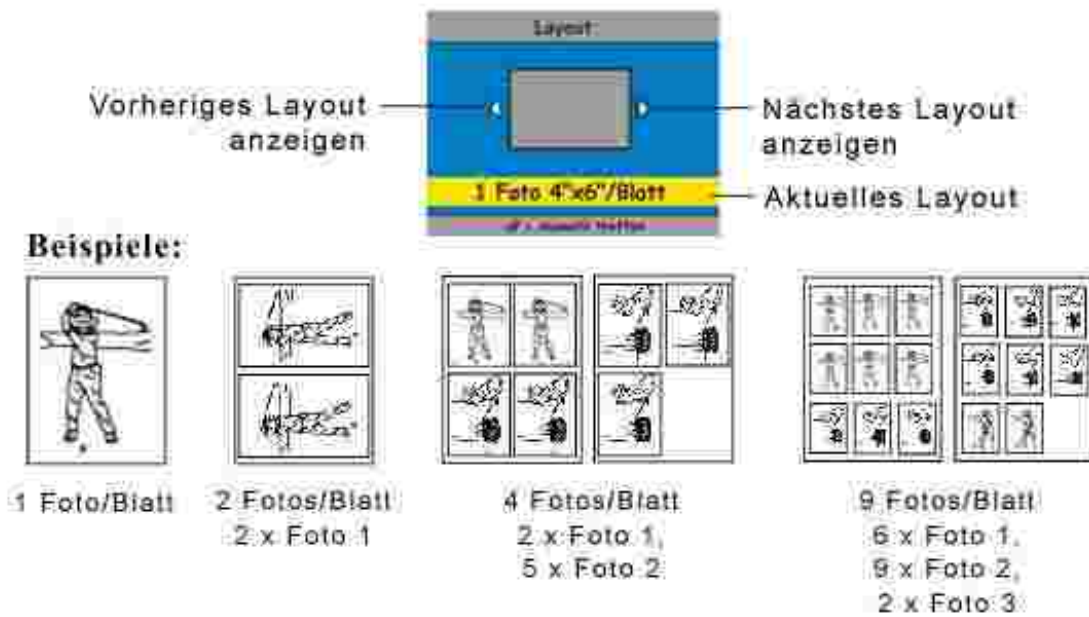 Layout:
Vorheriges Layout
anzeigen
Nächstes Layout
anzeigen
1 Foto 4"x6"/Blatt
Aktuelles Layout
Beispiele:
1 Foto/Blatt
2 Fotos/Blatt
2 x Foto 1
4 Fotos/Blatt
2 x Foto 1,
5 x Foto 2
9 Fotos/Blatt
6 x Foto 1,
9 x Foto 2,
2 x Foto 3